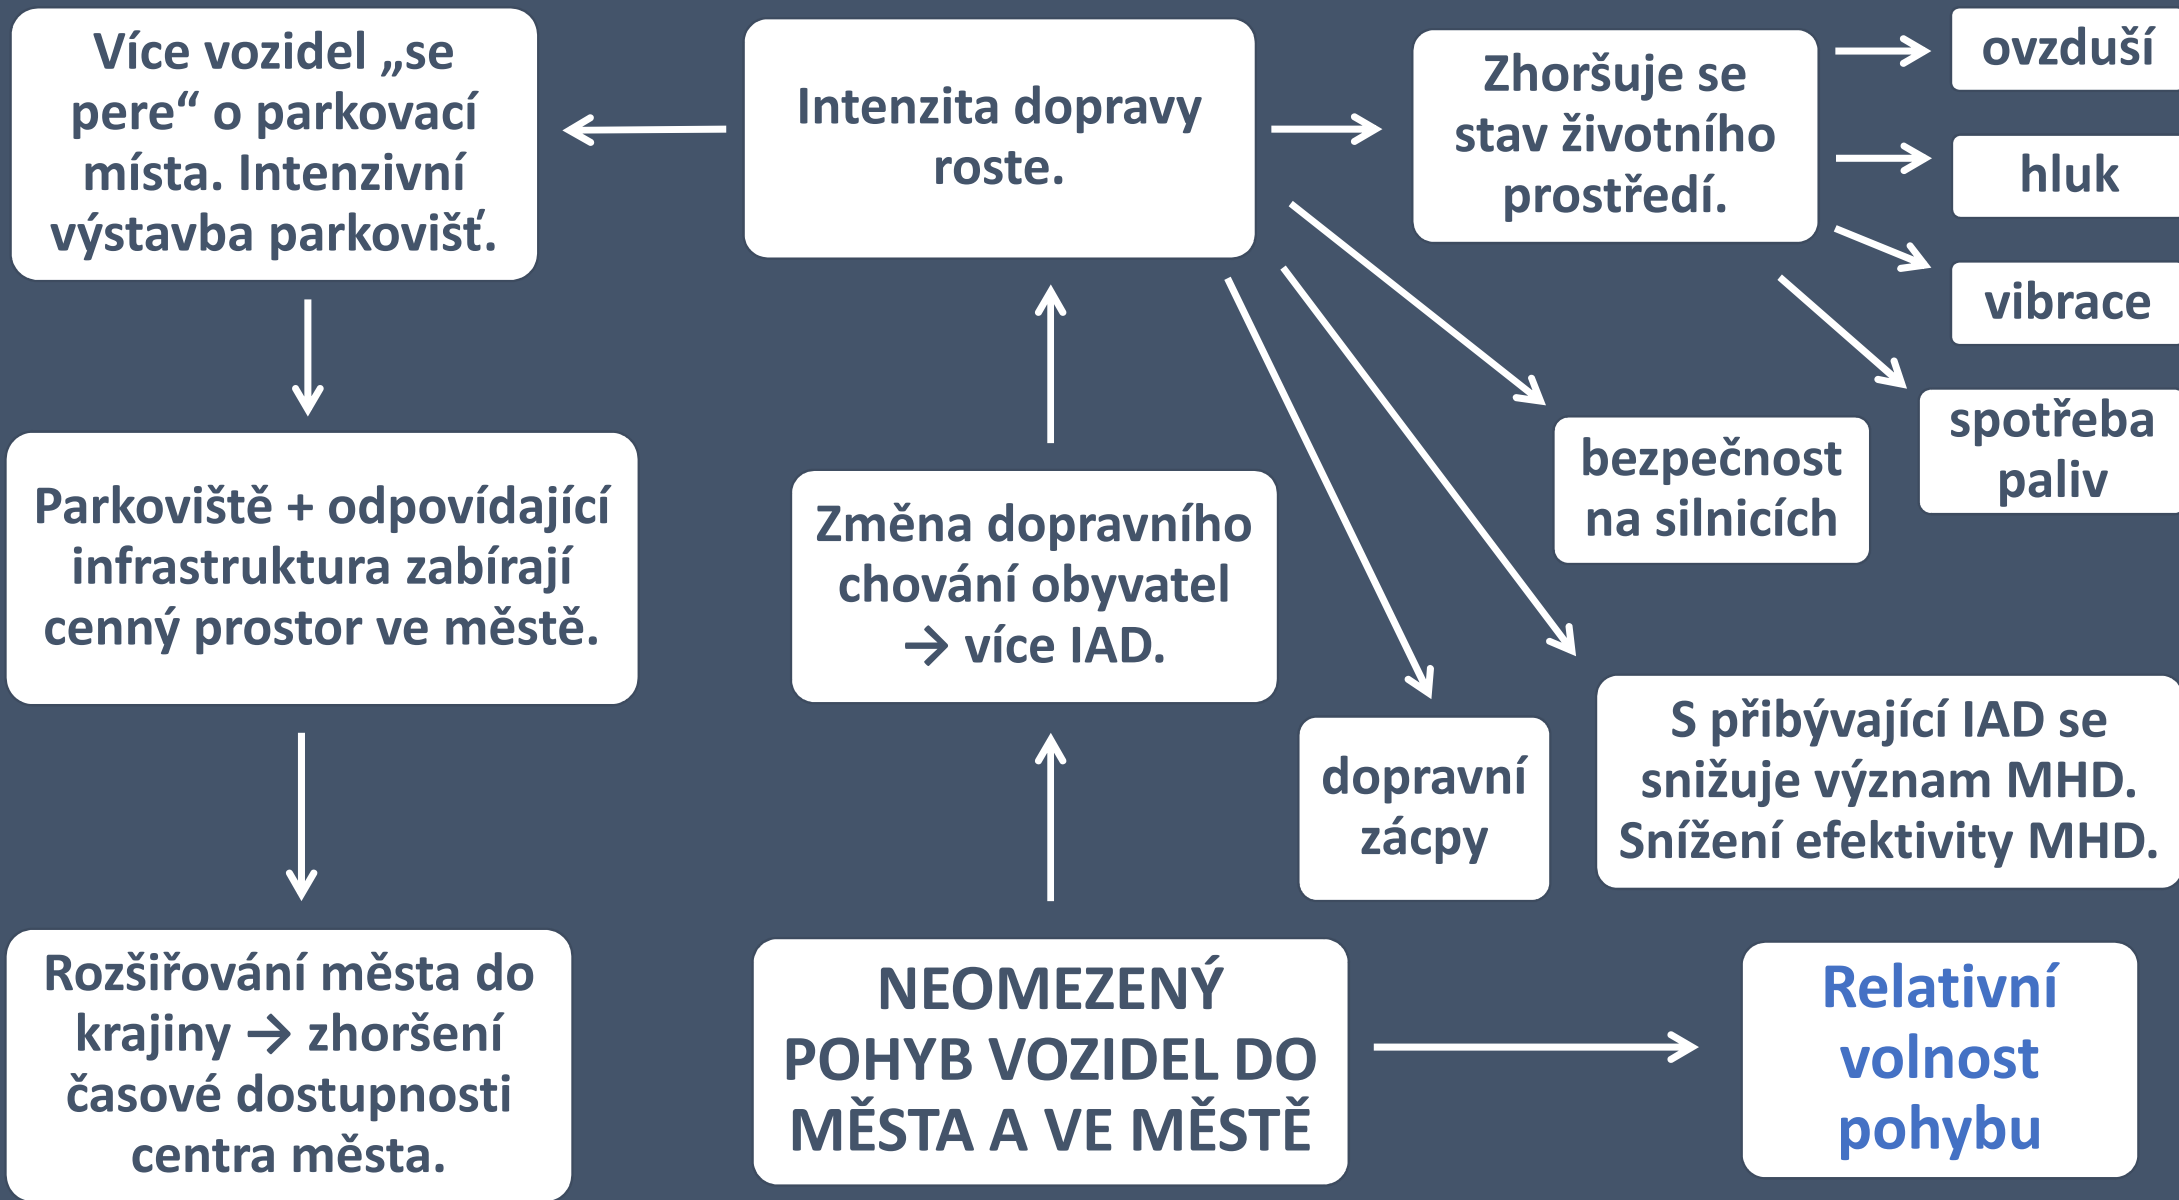 Více vozidel „se
pere“ o parkovací
místa. Intenzivní
výstavba parkovišť.
Intenzita dopravy
roste.
Zhoršuje se
stav životního
prostředí.
ovzduší
hluk
vibrace
spotřeba
paliv
bezpečnost
na silnicích
Parkoviště + odpovídající
infrastruktura zabírají
cenný prostor ve městě.
Změna dopravního
chování obyvatel
→ více IAD.
dopravní
zácpy
S přibývající IAD se
snižuje význam MHD.
Snížení efektivity MHD.
Rozšiřování města do
krajiny → zhoršení
časové dostupnosti
centra města.
NEOMEZENÝ
POHYB VOZIDEL DO
MĚSTA A VE MĚSTĚ
Relativní
volnost
pohybu